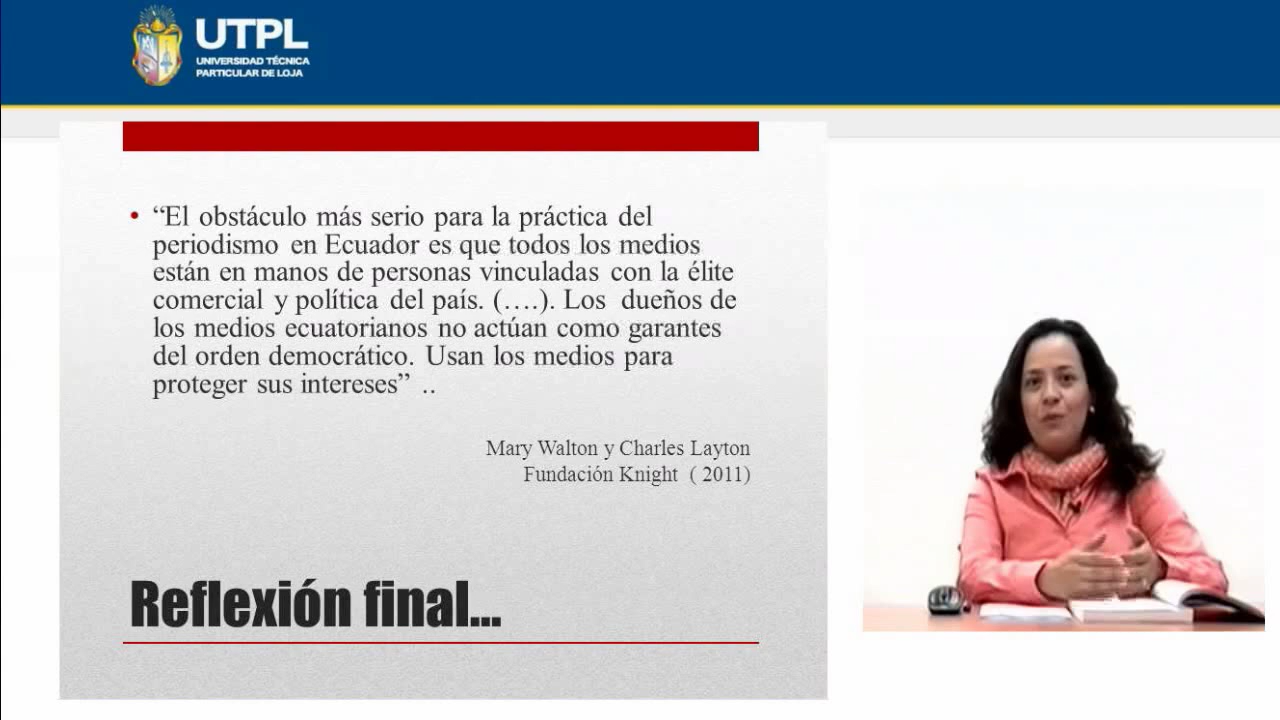 UTPL
UNIVERSIDAD TÉCNICA
PARTICULAR DE LOJA
• “El obstáculo más serio para la práctica del
periodismo en Ecuador es que todos los medios
están en manos de personas vinculadas con la élite
comercial y política del país. (….). Los dueños de
los medios ecuatorianos no actúan como garantes
del orden democrático. Usan los medios para
proteger sus intereses” ..
Mary Walton y Charles Layton
Fundación Knight ( 2011)
Reflexión final...